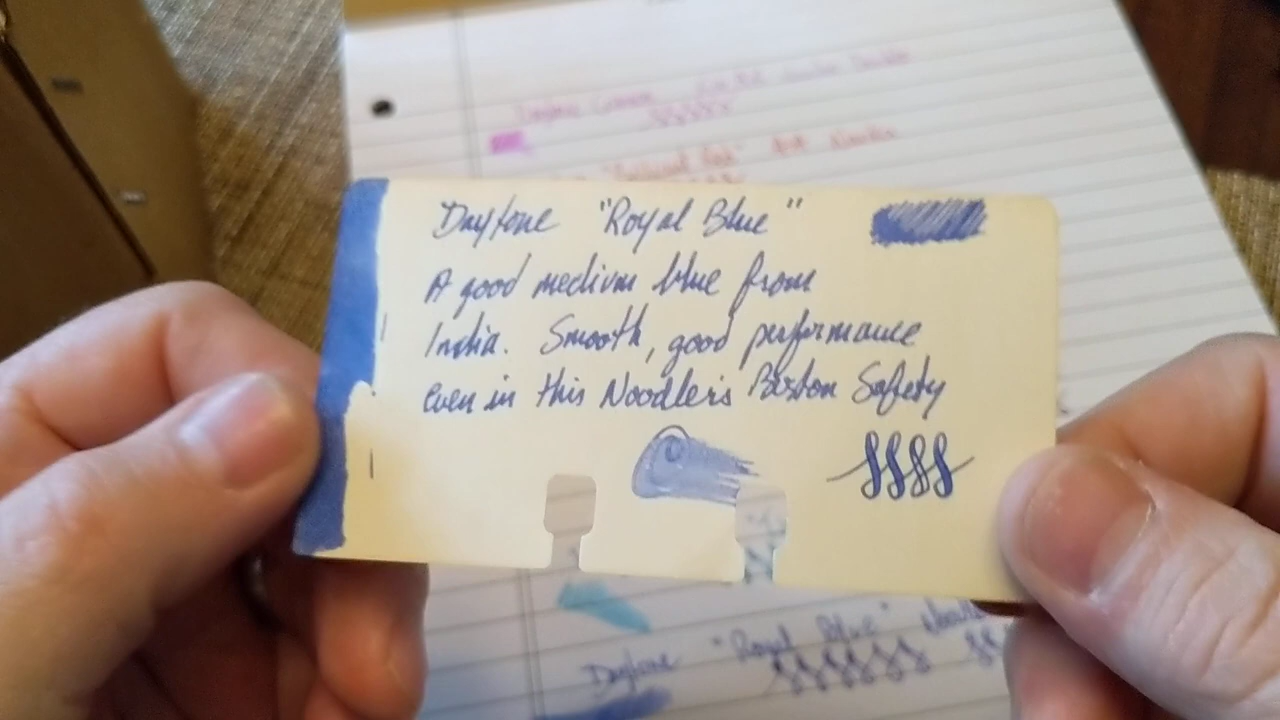 Daytone "Royal Blue"
A good medium blue from
India. Smooth, good performance
even in this Noodler's Boston Safety
Daytone "Royal Blue"